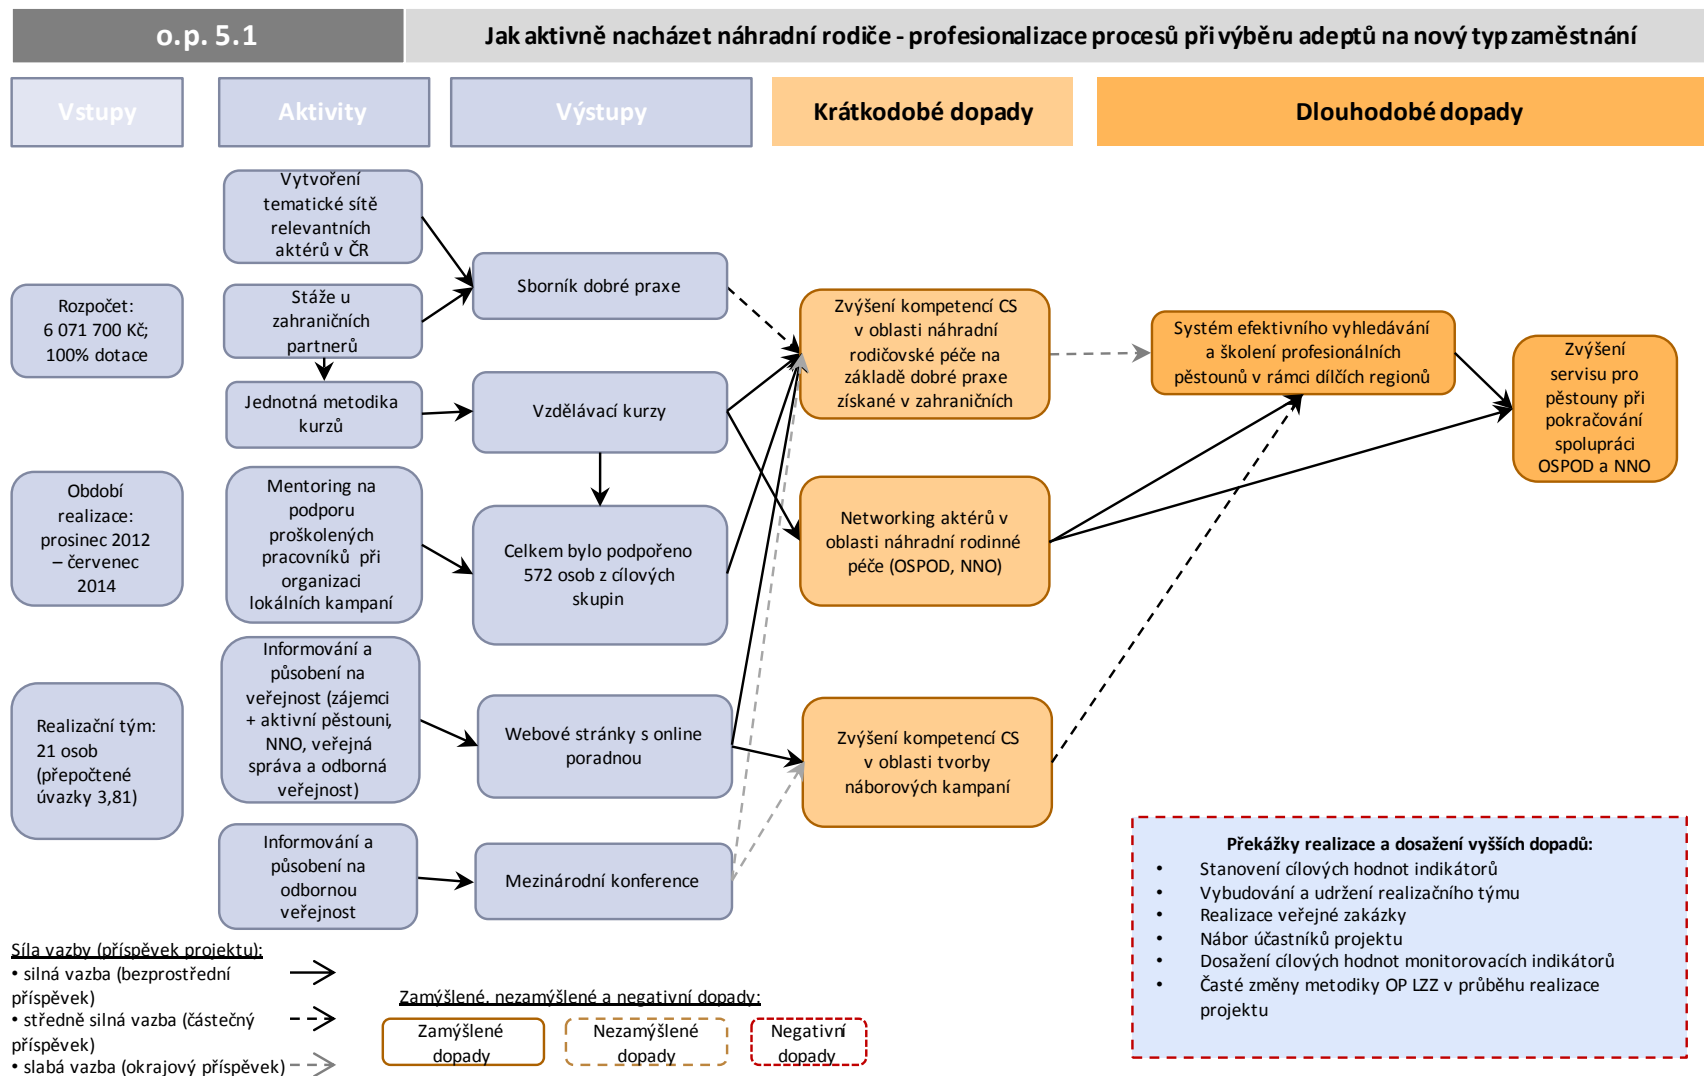 o.p. 5.1
Jak aktivně nacházet náhradní rodiče - profesionalizace procesů při výběru adeptů na nový typ zaměstnání
Vstupy
Aktivity
Výstupy
Krátkodobé dopady
Dlouhodobé dopady
Rozpočet:
6 071 700 Kč;
100% dotace
Období
realizace:
prosinec 2012
– červenec
2014
Realizační tým:
21 osob
(přepočtené
úvazky 3,81)
Vytvoření
tematické sítě
relevantních
aktérů v ČR
Stáže u
zahraničních
partnerů
Jednotná metodika
kurzů
Mentoring na
podporu
proškolených
pracovníků při
organizaci
lokálních kampaní
Informování a
působení na
veřejnost (zájemci
+ aktivní pěstouni,
NNO, veřejná
správa a odborná
veřejnost)
Informování a
působení na
odbornou
veřejnost
Sborník dobré praxe
Vzdělávací kurzy
Celkem bylo podpořeno
572 osob z cílových
skupin
Webové stránky s online
poradnou
Mezinárodní konference
Zvýšení kompetencí CS
v oblasti náhradní
rodičovské péče na
základě dobré praxe
získané v zahraničních
Networking aktérů v
oblasti náhradní rodinné
péče (OSPOD, NNO)
Zvýšení kompetencí CS
v oblasti tvorby
náborových kampaní
Systém efektivního vyhledávání
a školení profesionálních
pěstounů v rámci dílčích regionů
Zvýšení
servisu pro
pěstouny při
pokračování
spolupráci
OSPOD a NNO
Překážky realizace a dosažení vyšších dopadů:
• Stanovení cílových hodnot indikátorů
• Vybudování a udržení realizačního týmu
• Realizace veřejné zakázky
• Nábor účastníků projektu
• Dosažení cílových hodnot monitorovacích indikátorů
• Časté změny metodiky OP LZZ v průběhu realizace
projektu
Síla vazby (příspěvek projektu):
• silná vazba (bezprostřední
příspěvek)
• středně silná vazba (částečný
příspěvek)
• slabá vazba (okrajový příspěvek)
Zamýšlené, nezamýšlené a negativní dopady:
Zamýšlené
dopady
Nezamýšlené
dopady
Negativní
dopady